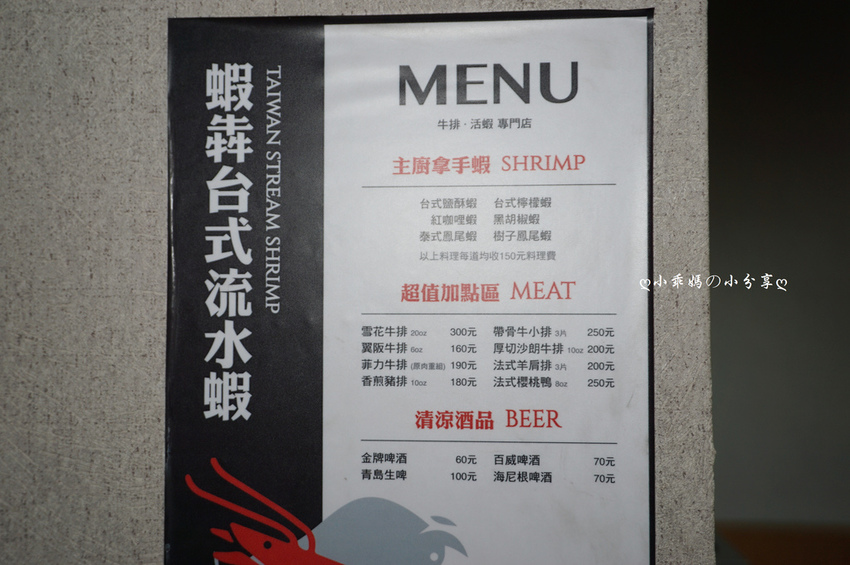 蝦犇台式流水蝦
TAIWAN STREAM SHRIMP
MENU
牛排·活蝦 專門店
主廚拿手蝦 SHRIMP
台式鹽酥蝦 台式檸檬蝦
紅咖哩蝦 黑胡椒蝦
泰式鳳尾蝦 樹子鳳尾蝦
以上料理每道均收150元料理費
超值加點區 MEAT
雪花牛排 20oz 300元 帶骨牛小排 3片 250元
翼阪牛排 6oz 160元 厚切沙朗牛排 10oz 200元
菲力牛排 (原肉重組) 190元 法式羊肩排 3片 200元
香煎豬排 10oz 180元 法式櫻桃鴨 8oz 250元
清涼酒品 BEER
金牌啤酒 60元 百威啤酒 70元
青島生啤 100元 海尼根啤酒 70元
ღ小乖媽の小分享ღ